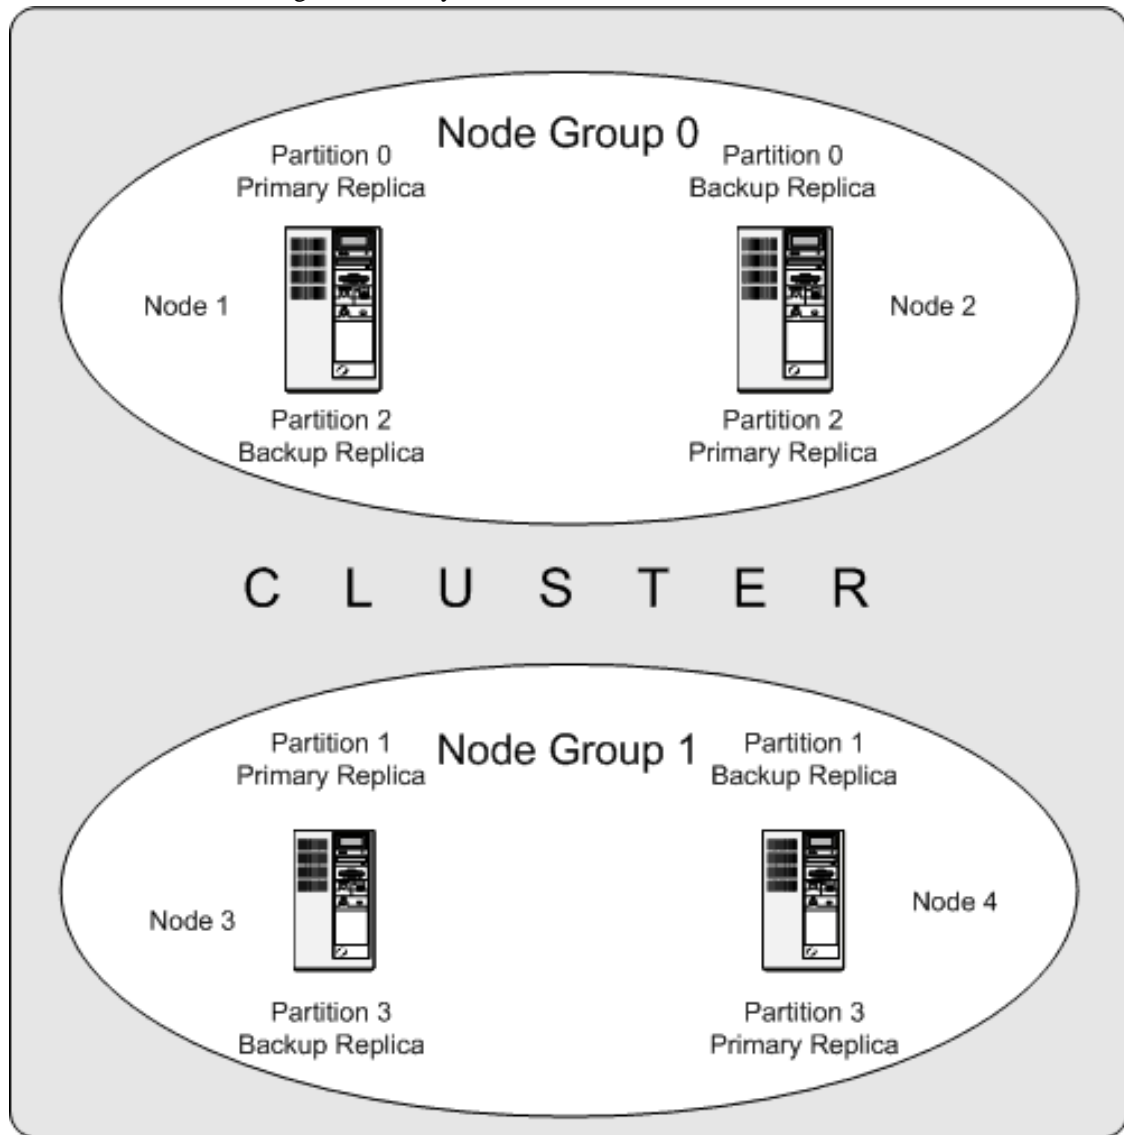 Node Group 0
Partition 0
Primary Replica
Partition 0
Backup Replica
Node 1
Node 2
Partition 2
Backup Replica
Partition 2
Primary Replica
C L U S T E R
Node Group 1
Partition 1
Primary Replica
Partition 1
Backup Replica
Node 3
Node 4
Partition 3
Backup Replica
Partition 3
Primary Replica